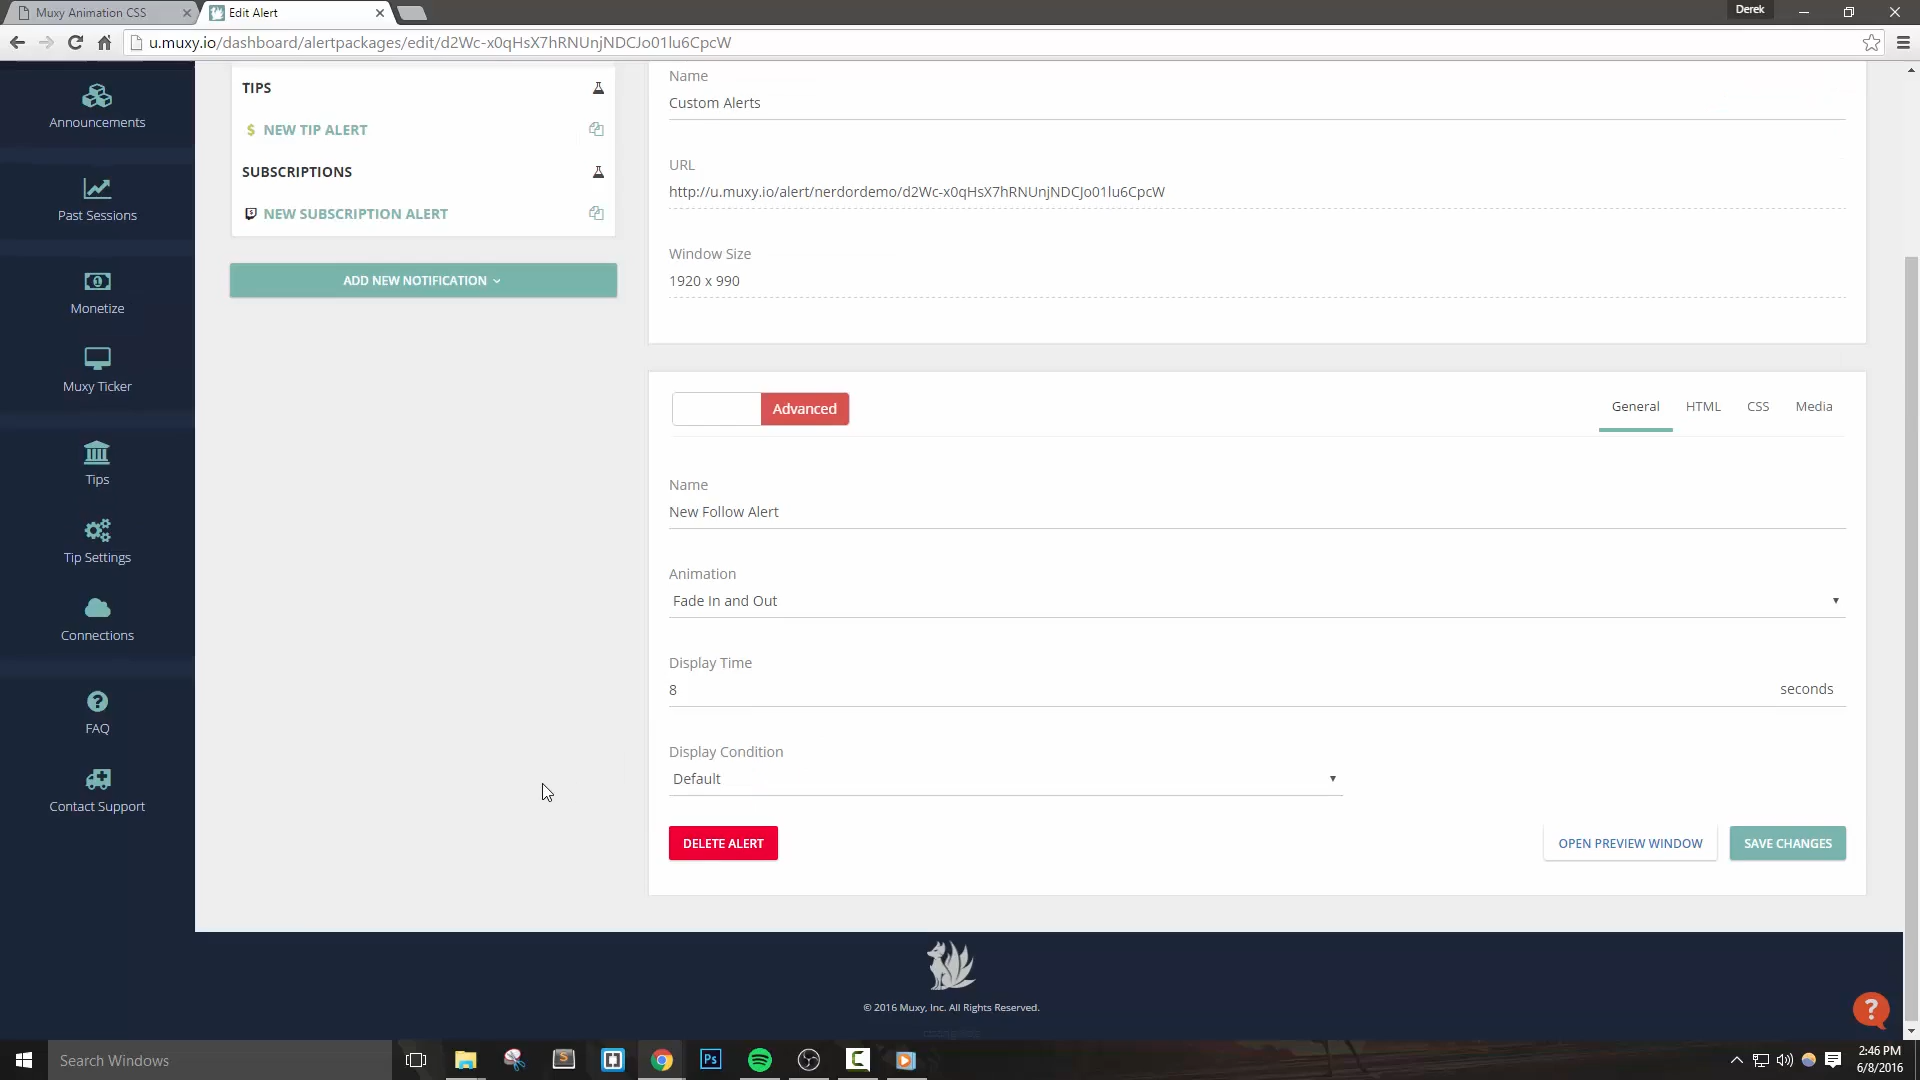 Muxy Animation CSS
Edit Alert
Derek
u.muxy.io/dashboard/alertpackages/edit/d2Wc-x0qHsX7hRNUnjNDCJo01lu6CpcW
Announcements
Past Sessions
Monetize
Muxy Ticker
Tips
Tip Settings
Connections
FAQ
Contact Support
TIPS
$ NEW TIP ALERT
SUBSCRIPTIONS
NEW SUBSCRIPTION ALERT
ADD NEW NOTIFICATION
Name
Custom Alerts
URL
http://u.muxy.io/alert/nerdordemo/d2Wc-x0qHsX7hRNUnjNDCJo01lu6CpcW
Window Size
1920 x 990
Advanced
General HTML CSS Media
Name
New Follow Alert
Animation
Fade In and Out
Display Time
8 seconds
Display Condition
Default
DELETE ALERT
OPEN PREVIEW WINDOW
SAVE CHANGES
© 2016 Muxy, Inc. All Rights Reserved.
?
Search Windows
S
Ps
C
2:46 PM
6/8/2016